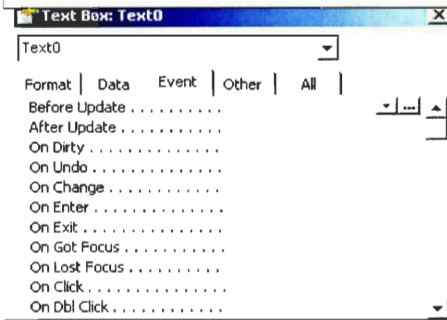 Text Box: Text0
Text0
Format Data Event Other All
Before Update . . . . . . . . . .
After Update . . . . . . . . . . .
On Dirty . . . . . . . . . . . . . .
On Undo . . . . . . . . . . . . . .
On Change . . . . . . . . . . . .
On Enter . . . . . . . . . . . . . .
On Exit . . . . . . . . . . . . . . .
On Got Focus . . . . . . . . . . .
On Lost Focus . . . . . . . . . .
On Click . . . . . . . . . . . . . . .
On Dbl Click . . . . . . . . . . . .